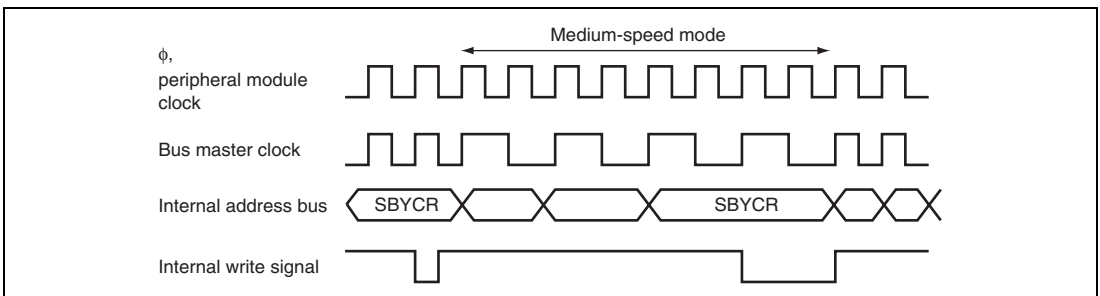 Medium-speed mode
ϕ,
peripheral module
clock
Bus master clock
Internal address bus
SBYCR
SBYCR
Internal write signal